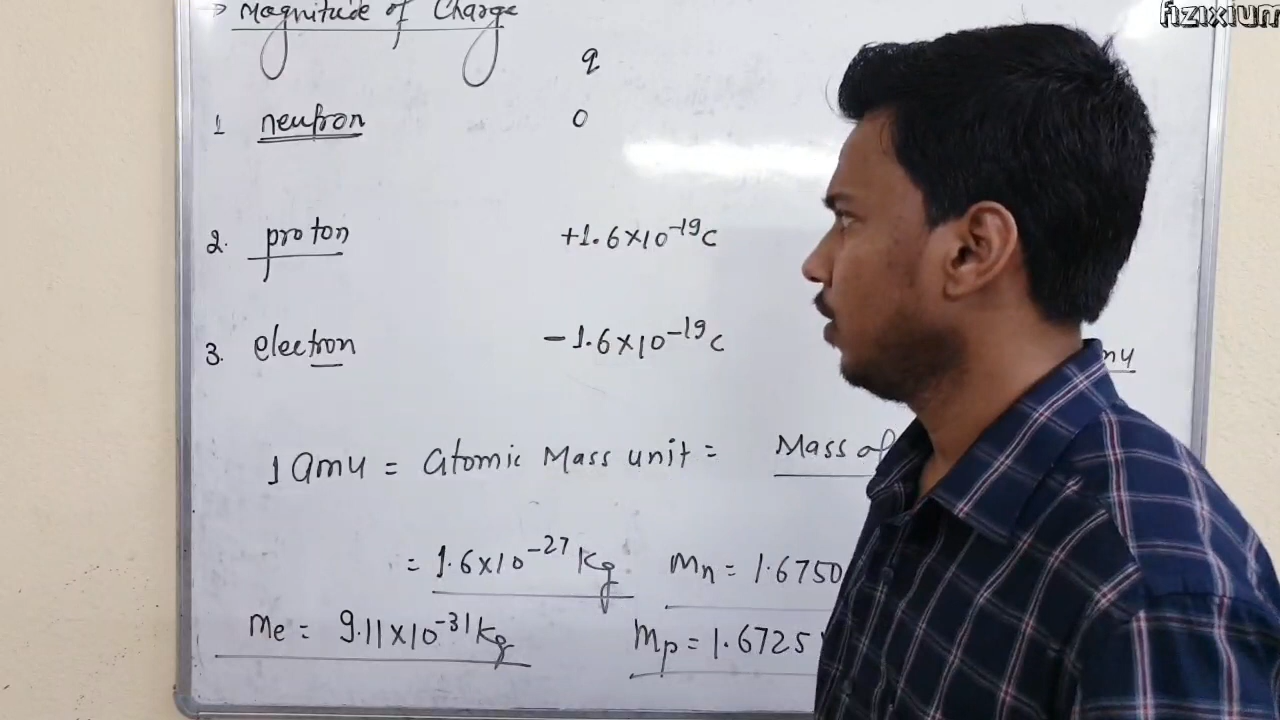 fizixium
→ Magnitude of Charge
q
1 neutron 0
2. proton +1.6×10⁻¹⁹C
3. electron −1.6×10⁻¹⁹C
1 amu = atomic Mass unit = Mass of
= 1.6×10⁻²⁷ Kg Mn = 1.6750
Me = 9.11×10⁻³¹Kg Mp = 1.6725